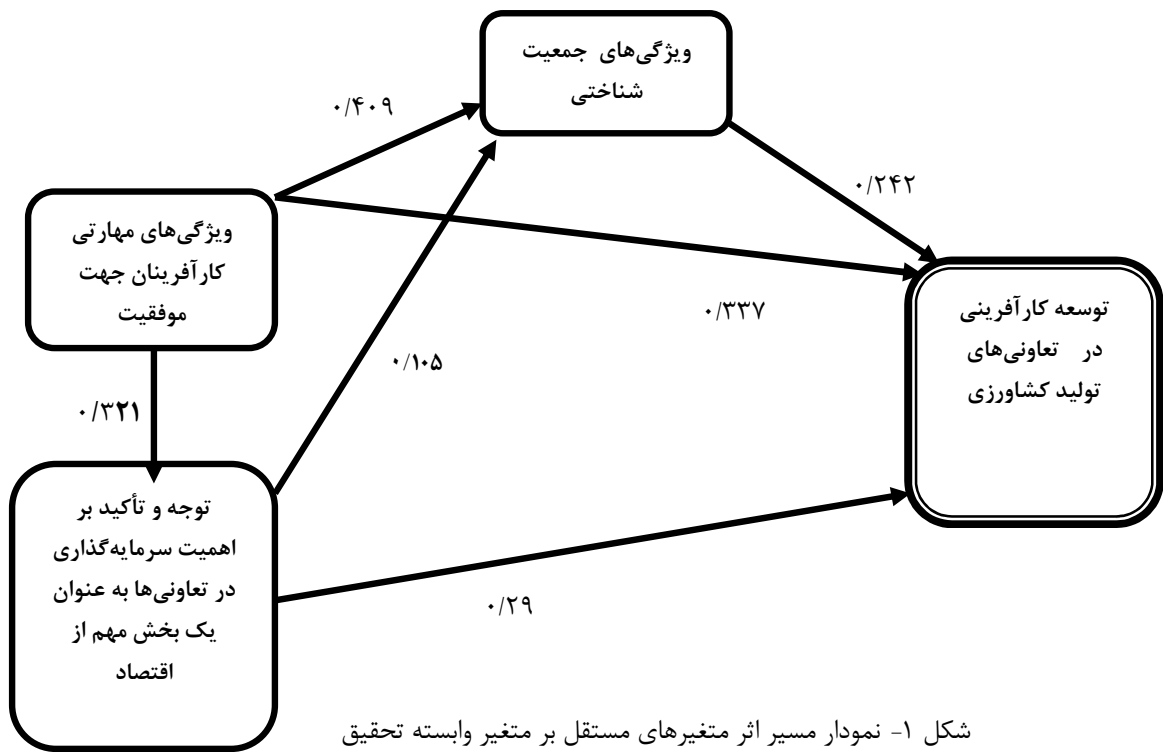 ویژگی‌های جمعیت
شناختی
۰/۴۰۹
۰/۲۴۲
ویژگی‌های مهارتی
کارآفرینان جهت
موفقیت
توسعه کارآفرینی
در تعاونی‌های
تولید کشاورزی
۰/۳۳۷
۰/۱۰۵
۰/۳۲۱
توجه و تأکید بر
اهمیت سرمایه‌گذاری
در تعاونی‌ها به عنوان
یک بخش مهم از
اقتصاد
۰/۲۹
شکل ۱- نمودار مسیر اثر متغیرهای مستقل بر متغیر وابسته تحقیق